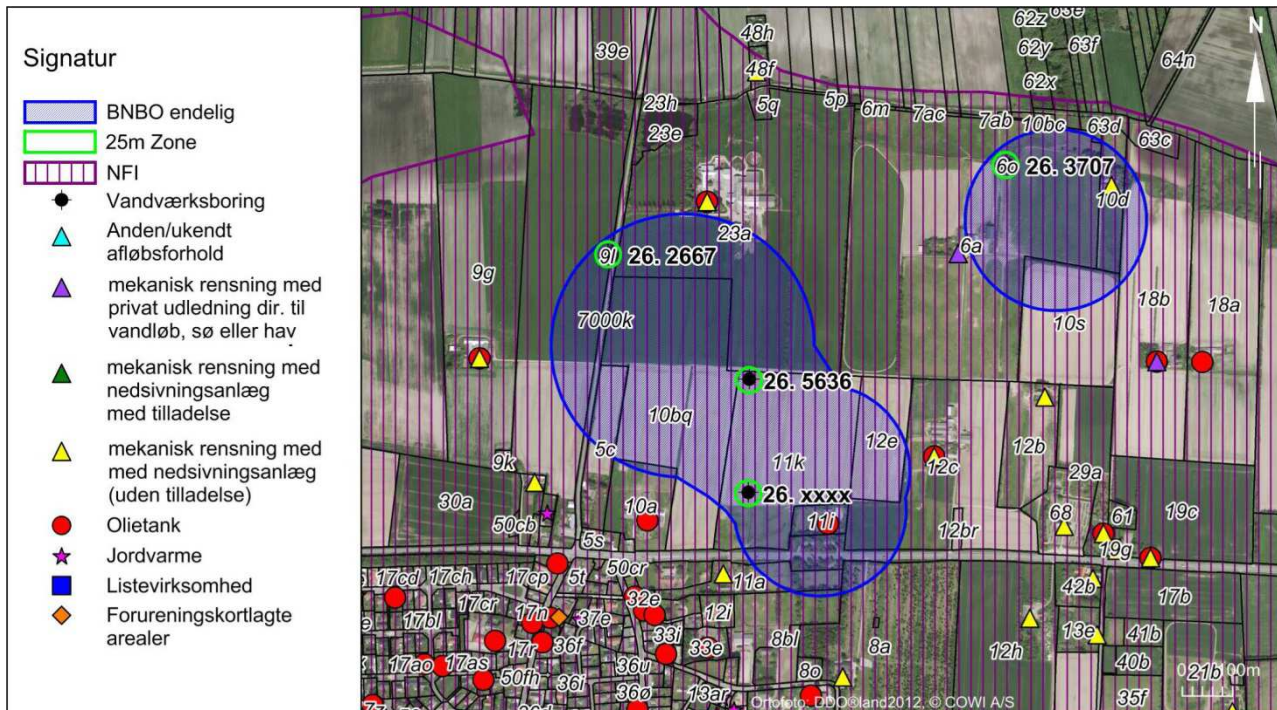 Signatur
BNBO endelig
25m Zone
NFI
Vandværksboring
Anden/ukendt
afløbsforhold
mekanisk rensning med
privat udledning dir. til
vandløb, sø eller hav
mekanisk rensning med
nedsivningsanlæg
med tilladelse
mekanisk rensning med
med nedsivningsanlæg
(uden tilladelse)
Olietank
Jordvarme
Listevirksomhed
Forureningskortlagte
arealer
N
48h
62z
63e
62y
63f
39e
48f
62x
64n
23h
5q
5p
6m
7ac
7ab
10bc
63d
63c
23e
6o
26. 3707
10d
23a
9l
26. 2667
6a
9g
7000k
10s
18b
18a
26. 5636
10bq
12e
12b
5c
11k
12c
29a
9k
26. xxxx
30a
50cb
10a
11i
12br
68
61
19c
5s
19g
17cd
17ch
17cp
5t
50cr
11a
42b
17cr
32e
12i
17b
17bl
17n
37e
33i
13e
41b
17r
36f
33e
8bl
8a
12h
17ao
17as
36u
40b
50fh
36i
8o
21b
36ø
13ar
35f
0 100m
Ortofoto: DDO®land2012, © COWI A/S